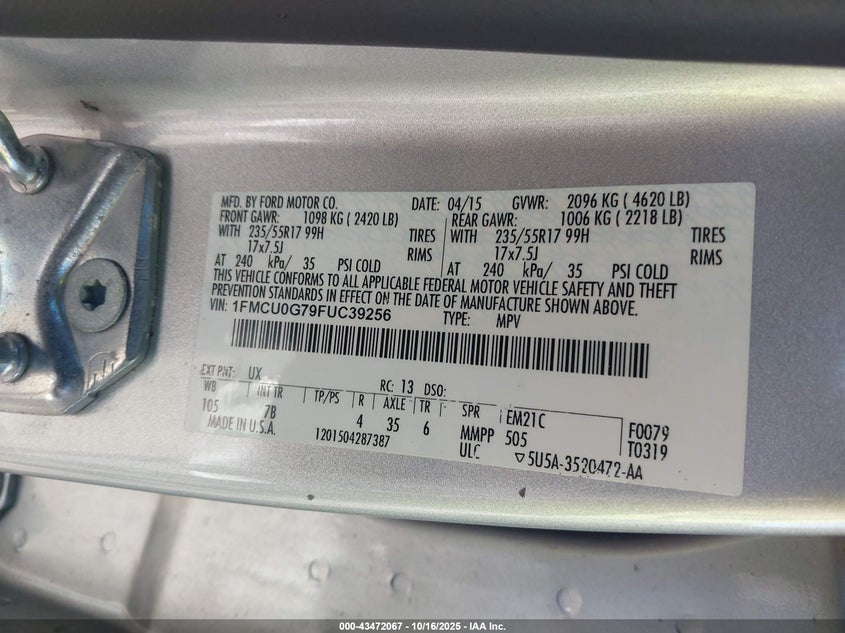 MFD. BY FORD MOTOR CO. DATE: 04/15 GVWR: 2096 KG ( 4620 LB)
FRONT GAWR: 1098 KG ( 2420 LB) REAR GAWR: 1006 KG ( 2218 LB)
WITH 235/55R17 99H TIRES WITH 235/55R17 99H TIRES
17x7.5J RIMS 17x7.5J RIMS
AT 240 kPa/ 35 PSI COLD AT 240 kPa/ 35 PSI COLD
THIS VEHICLE CONFORMS TO ALL APPLICABLE FEDERAL MOTOR VEHICLE SAFETY AND THEFT
PREVENTION STANDARDS IN EFFECT ON THE DATE OF MANUFACTURE SHOWN ABOVE.
VIN: 1FMCU0G79FUC39256 TYPE: MPV
EXT PNT: UX RC: 13 DSO:
WB INT TR TP/PS R AXLE TR SPR EM21C F0079
105 7B 4 35 6 MMPP 505 T0319
MADE IN U.S.A. 1201504287387 ULC ▽5U5A-3520472-AA
000-43472067 - 10/16/2025 - IAA Inc.